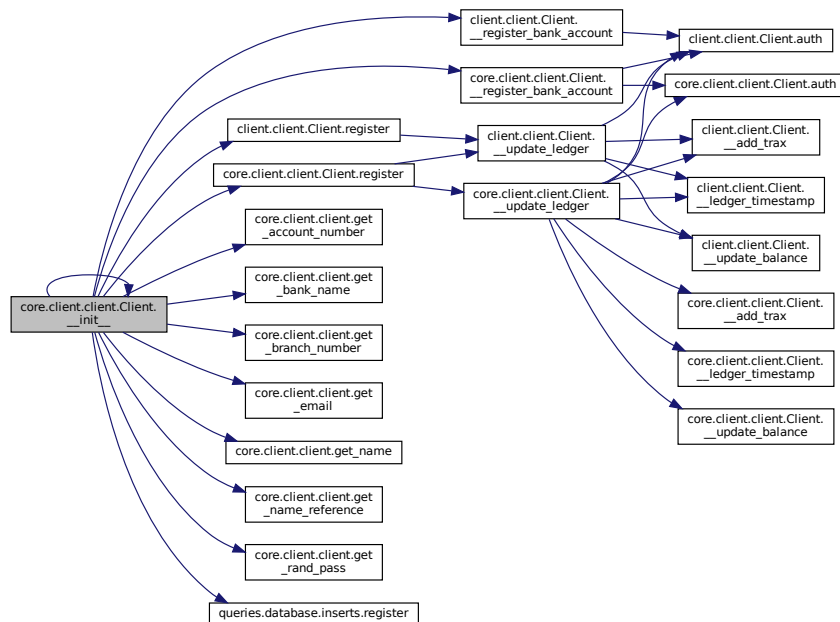 core.client.client.Client.
__init__
client.client.Client.
__register_bank_account
core.client.client.Client.
__register_bank_account
client.client.Client.register
core.client.client.Client.register
core.client.client.get
_account_number
core.client.client.get
_bank_name
core.client.client.get
_branch_number
core.client.client.get
_email
core.client.client.get_name
core.client.client.get
_name_reference
core.client.client.get
_rand_pass
queries.database.inserts.register
client.client.Client.
__update_ledger
core.client.client.Client.
__update_ledger
client.client.Client.auth
core.client.client.Client.auth
client.client.Client.
__add_trax
client.client.Client.
__ledger_timestamp
client.client.Client.
__update_balance
core.client.client.Client.
__add_trax
core.client.client.Client.
__ledger_timestamp
core.client.client.Client.
__update_balance